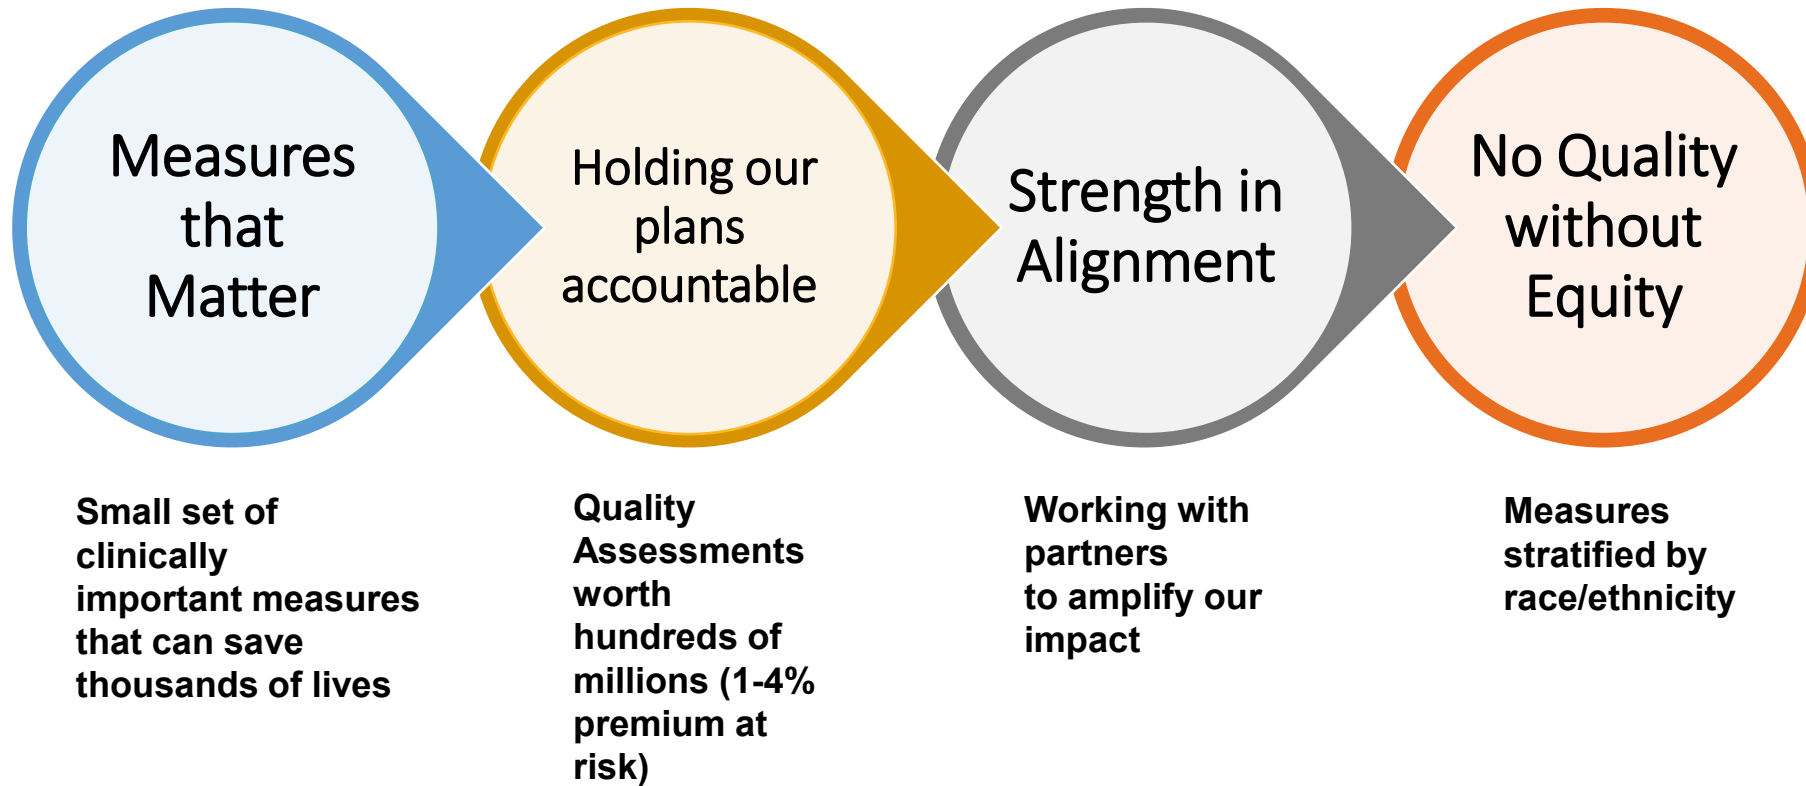 Measures
that
Matter
Holding our
plans
accountable
Strength in
Alignment
No Quality
without
Equity
Small set of
clinically
important measures
that can save
thousands of lives
Quality
Assessments
worth
hundreds of
millions (1-4%
premium at
risk)
Working with
partners
to amplify our
impact
Measures
stratified by
race/ethnicity